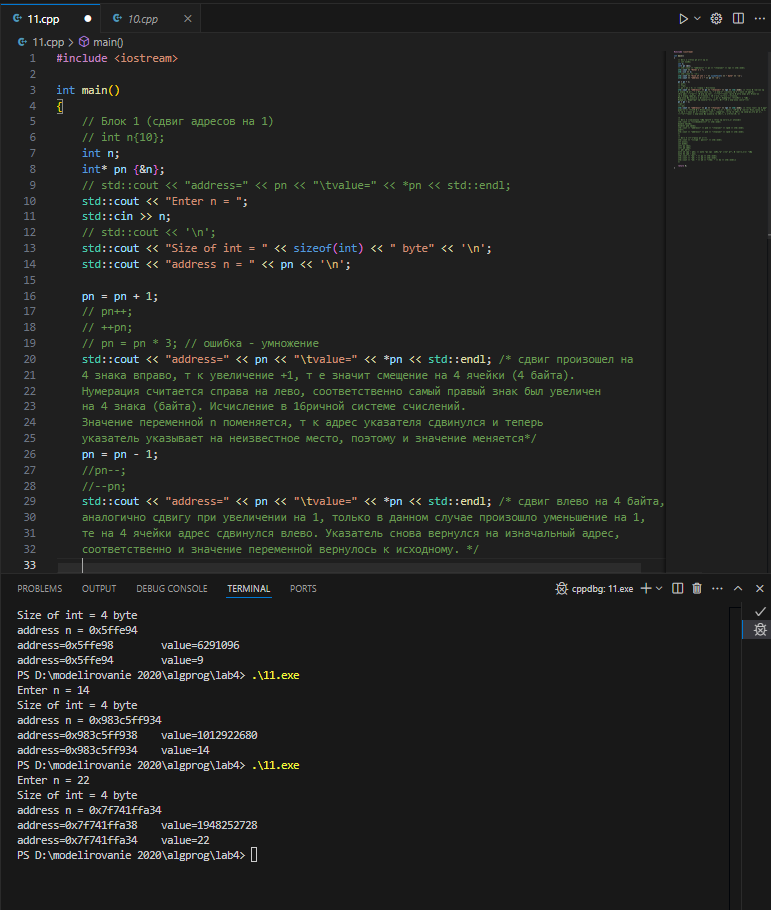 11.cpp
10.cpp
11.cpp > main()
1 #include <iostream>
2
3 int main()
4 {
5 // Блок 1 (сдвиг адресов на 1)
6 // int n{10};
7 int n;
8 int* pn {&n};
9 // std::cout << "address=" << pn << "\tvalue=" << *pn << std::endl;
10 std::cout << "Enter n = ";
11 std::cin >> n;
12 // std::cout << '\n';
13 std::cout << "Size of int = " << sizeof(int) << " byte" << '\n';
14 std::cout << "address n = " << pn << '\n';
15
16 pn = pn + 1;
17 // pn++;
18 // ++pn;
19 // pn = pn * 3; // ошибка - умножение
20 std::cout << "address=" << pn << "\tvalue=" << *pn << std::endl; /* сдвиг произошел на
21 4 знака вправо, т к увеличение +1, т е значит смещение на 4 ячейки (4 байта).
22 Нумерация считается справа на лево, соответственно самый правый знак был увеличен
23 на 4 знака (байта). Исчисление в 16ричной системе счислений.
24 Значение переменной n поменяется, т к адрес указателя сдвинулся и теперь
25 указатель указывает на неизвестное место, поэтому и значение меняется*/
26 pn = pn - 1;
27 //pn--;
28 //--pn;
29 std::cout << "address=" << pn << "\tvalue=" << *pn << std::endl; /* сдвиг влево на 4 байта,
30 аналогично сдвигу при увеличении на 1, только в данном случае произошло уменьшение на 1,
31 те на 4 ячейки адрес сдвинулся влево. Указатель снова вернулся на изначальный адрес,
32 соответственно и значение переменной вернулось к исходному. */
33
PROBLEMS OUTPUT DEBUG CONSOLE TERMINAL PORTS cppdbg: 11.exe
Size of int = 4 byte
address n = 0x5ffe94
address=0x5ffe98 value=6291096
address=0x5ffe94 value=9
PS D:\modelirovanie 2020\algprog\lab4> .\11.exe
Enter n = 14
Size of int = 4 byte
address n = 0x983c5ff934
address=0x983c5ff938 value=1012922680
address=0x983c5ff934 value=14
PS D:\modelirovanie 2020\algprog\lab4> .\11.exe
Enter n = 22
Size of int = 4 byte
address n = 0x7f741ffa34
address=0x7f741ffa38 value=1948252728
address=0x7f741ffa34 value=22
PS D:\modelirovanie 2020\algprog\lab4>